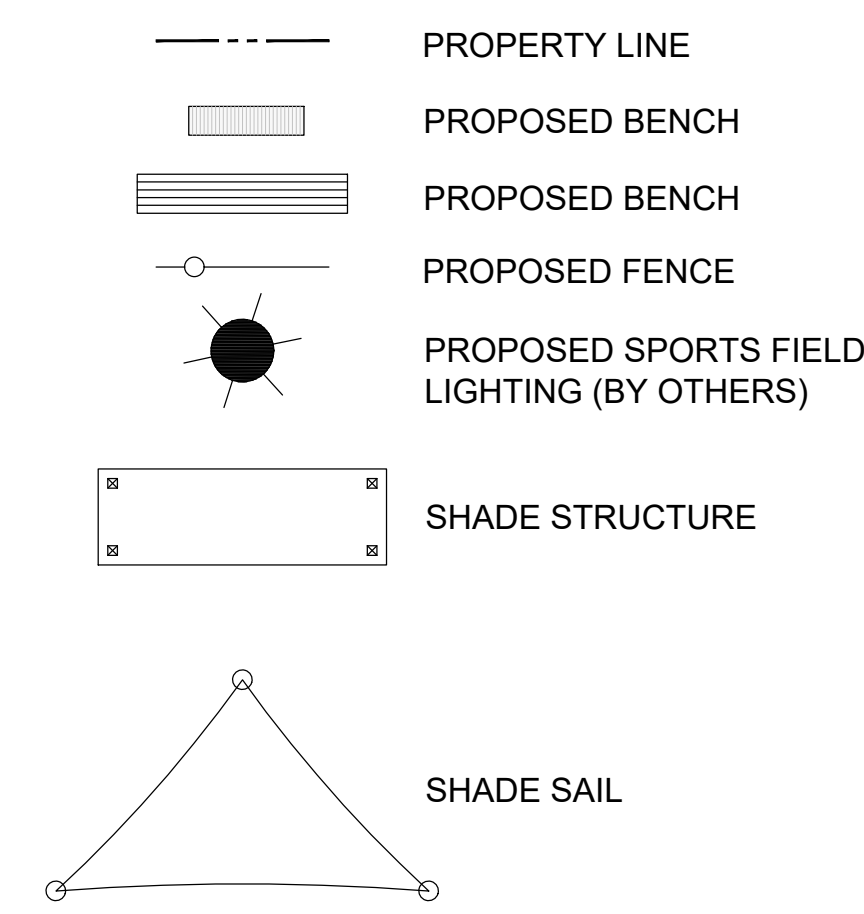 PROPERTY LINE
PROPOSED BENCH
PROPOSED BENCH
PROPOSED FENCE
PROPOSED SPORTS FIELD
LIGHTING (BY OTHERS)
SHADE STRUCTURE
SHADE SAIL